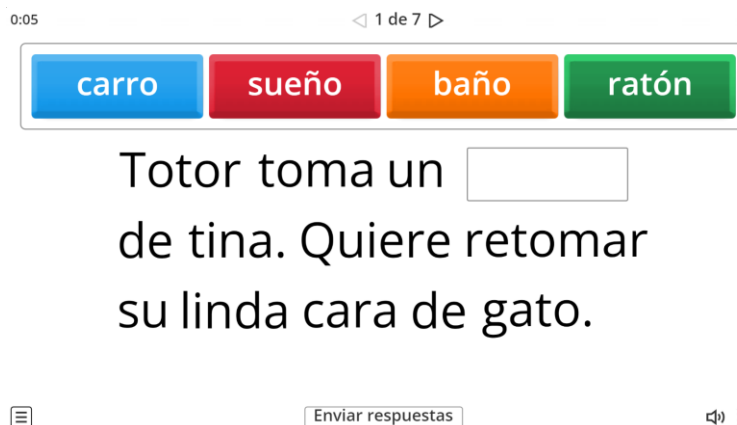 0:05 1 de 7
carro sueño baño ratón
Totor toma un
de tina. Quiere retomar
su linda cara de gato.
Enviar respuestas